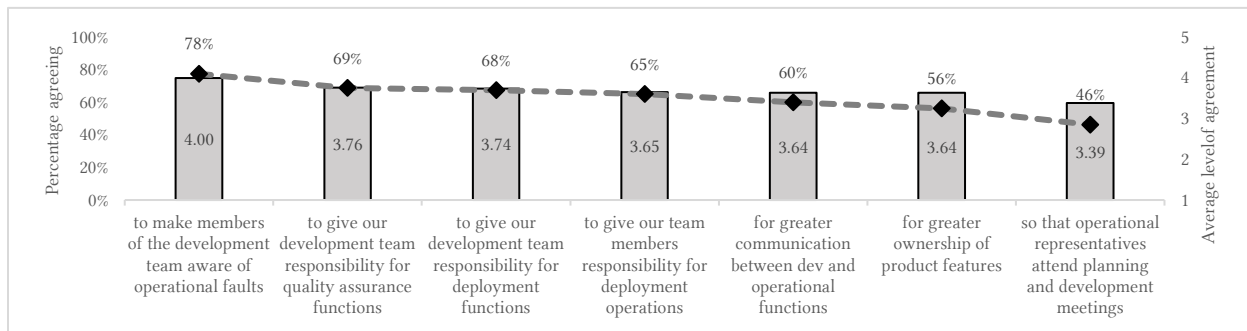 Percentage agreeing
100%
80%
60%
40%
20%
0%
78%
69%
68%
65%
60%
56%
46%
4.00
3.76
3.74
3.65
3.64
3.64
3.39
5
4
3
2
1
Average levelof agreement
to make members
of the development
team aware of
operational faults
to give our
development team
responsibility for
quality assurance
functions
to give our
development team
responsibility for
deployment
functions
to give our team
members
responsibility for
deployment
operations
for greater
communication
between dev and
operational
functions
for greater
ownership of
product features
so that operational
representatives
attend planning
and development
meetings